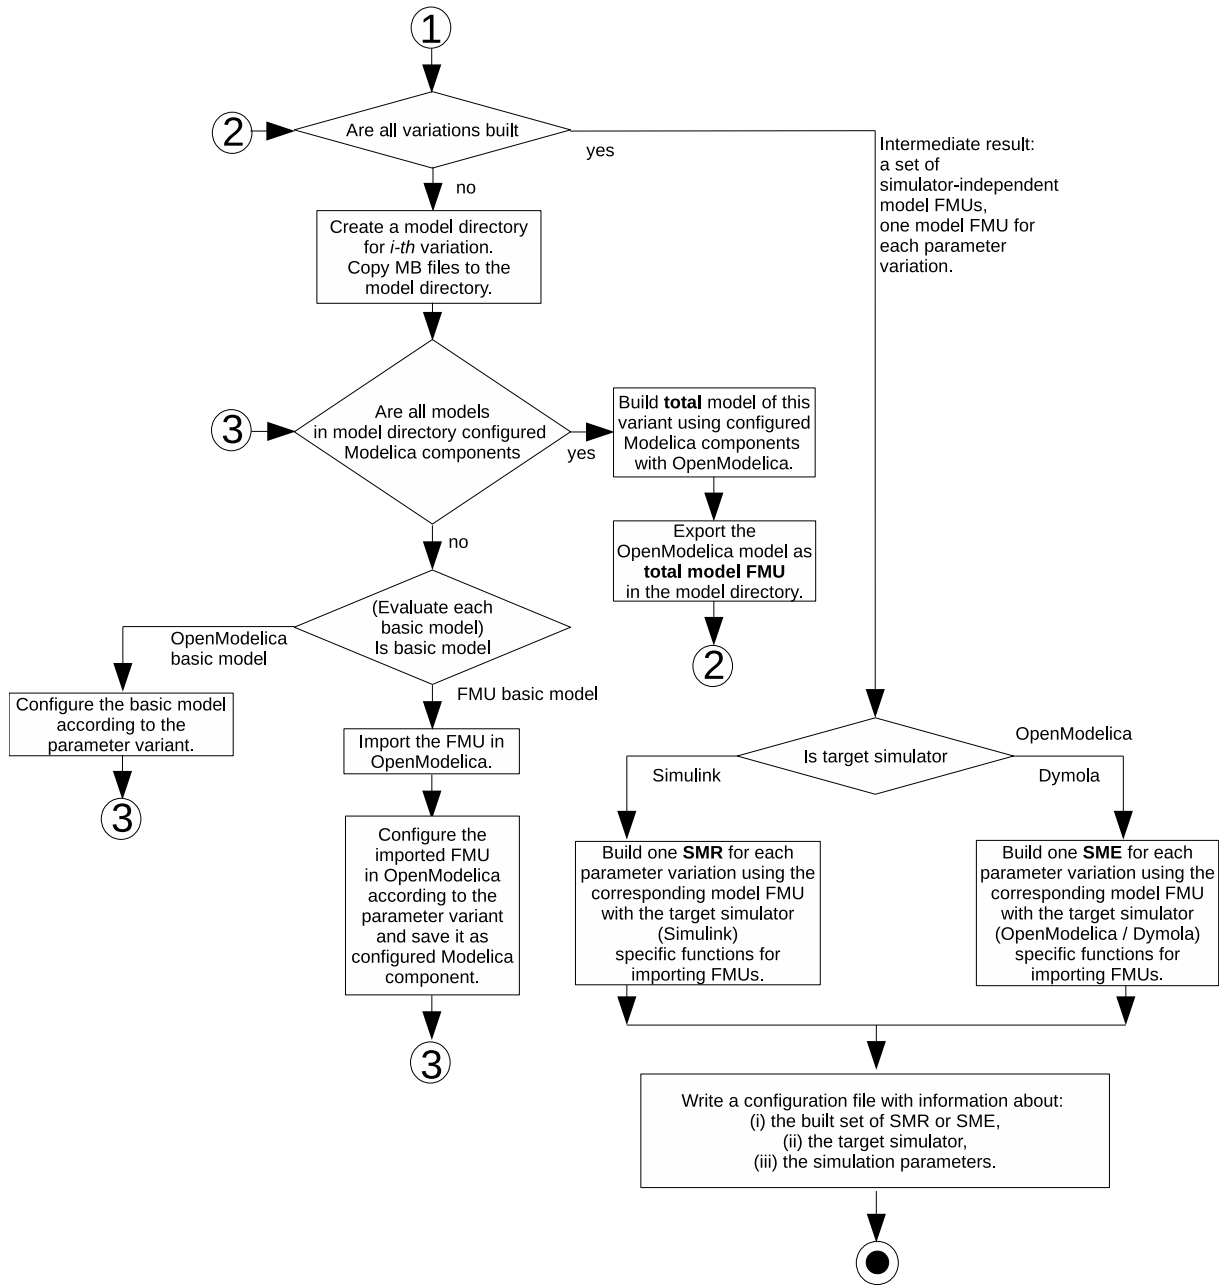 1
2
Are all variations built
yes
no
Intermediate result:
a set of
simulator-independent
model FMUs,
one model FMU for
each parameter
variation.
Create a model directory
for i-th variation.
Copy MB files to the
model directory.
3
Are all models
in model directory configured
Modelica components
yes
no
Build total model of this
variant using configured
Modelica components
with OpenModelica.
Export the
OpenModelica model as
total model FMU
in the model directory.
2
(Evaluate each
basic model)
Is basic model
OpenModelica
basic model
FMU basic model
Configure the basic model
according to the
parameter variant.
3
Import the FMU in
OpenModelica.
Configure the
imported FMU
in OpenModelica
according to the
parameter variant
and save it as
configured Modelica
component.
3
Is target simulator
Simulink
OpenModelica
Dymola
Build one SMR for each
parameter variation using the
corresponding model FMU
with the target simulator
(Simulink)
specific functions for
importing FMUs.
Build one SME for each
parameter variation using the
corresponding model FMU
with the target simulator
(OpenModelica / Dymola)
specific functions for
importing FMUs.
Write a configuration file with information about:
(i) the built set of SMR or SME,
(ii) the target simulator,
(iii) the simulation parameters.